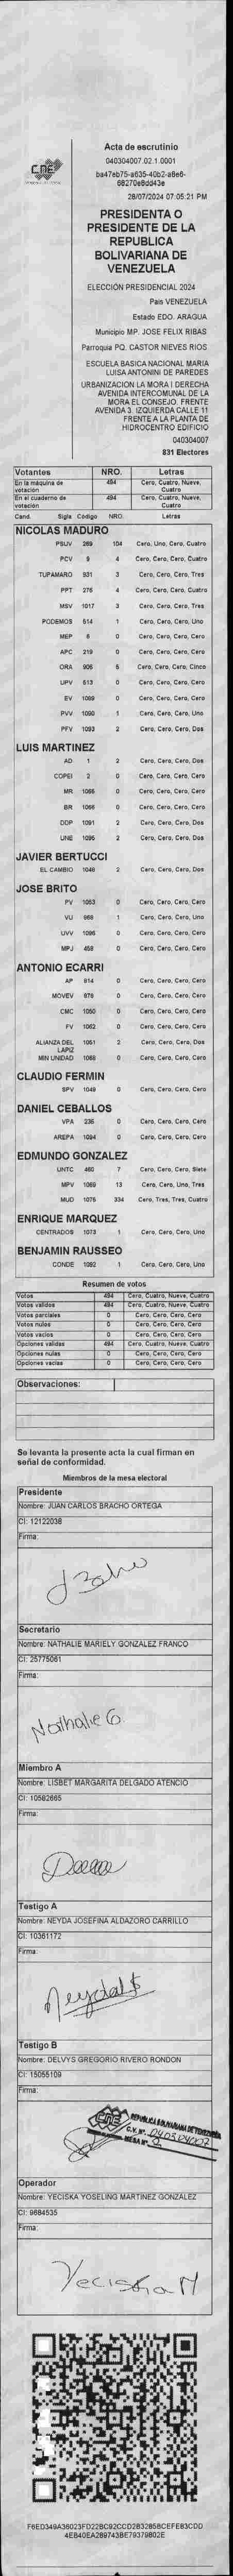 CNE
Acta de escrutinio
040304007.02.1.0001
ba47eb75-a635-40b2-a8e6-
68270e8dd43e
28/07/2024 07:05:21 PM
PRESIDENTA O
PRESIDENTE DE LA
REPUBLICA
BOLIVARIANA DE
VENEZUELA
ELECCIÓN PRESIDENCIAL 2024
Pais VENEZUELA
Estado EDO. ARAGUA
Municipio MP. JOSE FELIX RIBAS
Parroquia PQ. CASTOR NIEVES RIOS
ESCUELA BASICA NACIONAL MARIA
LUISA ANTONINI DE PAREDES
URBANIZACION LA MORA I DERECHA
AVENIDA INTERCOMUNAL DE LA
MORA EL CONSEJO. FRENTE
AVENIDA 3. IZQUIERDA CALLE 11
FRENTE A LA PLANTA DE
HIDROCENTRO EDIFICIO
040304007
831 Electores
Votantes NRO. Letras
En la máquina de votación 494 Cero, Cuatro, Nueve, Cuatro
En el cuaderno de votación 494 Cero, Cuatro, Nueve, Cuatro
Cand. Sigla Código NRO. Letras
NICOLAS MADURO
PSUV 269 104 Cero, Uno, Cero, Cuatro
PCV 9 4 Cero, Cero, Cero, Cuatro
TUPAMARO 931 3 Cero, Cero, Cero, Tres
PPT 276 4 Cero, Cero, Cero, Cuatro
MSV 1017 3 Cero, Cero, Cero, Tres
PODEMOS 514 1 Cero, Cero, Cero, Uno
MEP 6 0 Cero, Cero, Cero, Cero
APC 219 0 Cero, Cero, Cero, Cero
ORA 906 5 Cero, Cero, Cero, Cinco
UPV 613 0 Cero, Cero, Cero, Cero
EV 1089 0 Cero, Cero, Cero, Cero
PVV 1090 1 Cero, Cero, Cero, Uno
PFV 1093 2 Cero, Cero, Cero, Dos
LUIS MARTINEZ
AD 1 2 Cero, Cero, Cero, Dos
COPEI 2 0 Cero, Cero, Cero, Cero
MR 1065 0 Cero, Cero, Cero, Cero
BR 1066 0 Cero, Cero, Cero, Cero
DDP 1091 2 Cero, Cero, Cero, Dos
UNE 1095 2 Cero, Cero, Cero, Dos
JAVIER BERTUCCI
EL CAMBIO 1048 2 Cero, Cero, Cero, Dos
JOSE BRITO
PV 1053 0 Cero, Cero, Cero, Cero
VU 968 1 Cero, Cero, Cero, Uno
UVV 1096 0 Cero, Cero, Cero, Cero
MPJ 458 0 Cero, Cero, Cero, Cero
ANTONIO ECARRI
AP 814 0 Cero, Cero, Cero, Cero
MOVEV 979 0 Cero, Cero, Cero, Cero
CMC 1050 0 Cero, Cero, Cero, Cero
FV 1062 0 Cero, Cero, Cero, Cero
ALIANZA DEL LAPIZ 1051 2 Cero, Cero, Cero, Dos
MIN UNIDAD 1068 0 Cero, Cero, Cero, Cero
CLAUDIO FERMIN
SPV 1049 0 Cero, Cero, Cero, Cero
DANIEL CEBALLOS
VPA 236 0 Cero, Cero, Cero, Cero
AREPA 1094 0 Cero, Cero, Cero, Cero
EDMUNDO GONZALEZ
UNTC 460 7 Cero, Cero, Cero, Siete
MPV 1069 13 Cero, Cero, Uno, Tres
MUD 1076 334 Cero, Tres, Tres, Cuatro
ENRIQUE MARQUEZ
CENTRADOS 1073 1 Cero, Cero, Cero, Uno
BENJAMIN RAUSSEO
CONDE 1092 1 Cero, Cero, Cero, Uno
Resumen de votos
Votos 494 Cero, Cuatro, Nueve, Cuatro
Votos validos 494 Cero, Cuatro, Nueve, Cuatro
Votos parciales 0 Cero, Cero, Cero, Cero
Votos nulos 0 Cero, Cero, Cero, Cero
Votos vacios 0 Cero, Cero, Cero, Cero
Opciones validas 494 Cero, Cuatro, Nueve, Cuatro
Opciones nulas 0 Cero, Cero, Cero, Cero
Opciones vacias 0 Cero, Cero, Cero, Cero
Observaciones:
Se levanta la presente acta la cual firman en
señal de conformidad.
Miembros de la mesa electoral
Presidente
Nombre: JUAN CARLOS BRACHO ORTEGA
CI: 12122038
Firma:
Secretario
Nombre: NATHALIE MARIELY GONZALEZ FRANCO
CI: 25775061
Firma:
Nathalie G
Miembro A
Nombre: LISBET MARGARITA DELGADO ATENCIO
CI: 10582665
Firma:
Testigo A
Nombre: NEYDA JOSEFINA ALDAZORO CARRILLO
CI: 10361172
Firma:
Testigo B
Nombre: DELVYS GREGORIO RIVERO RONDON
CI: 15055109
Firma:
CNE REPÚBLICA BOLIVARIANA DE VENEZUELA
C.V. Nº 040304007
MESA Nº 2
Operador
Nombre: YECISKA YOSELING MARTINEZ GONZALEZ
CI: 9684535
Firma:
Yeciska M
F6ED349A36023FD22BC92CCD2B32858CEFE83CDD
4EB40EA289743BE79379802E